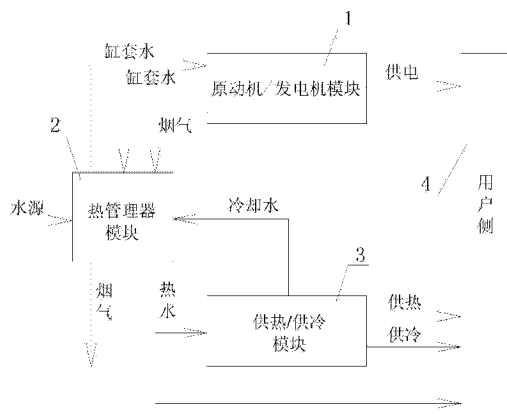 1
缸套水
缸套水
原动机/发电机模块
供电
烟气
2
4
用户侧
水源
热管理器
模块
冷却水
3
烟气
热水
供热/供冷
模块
供热
供冷